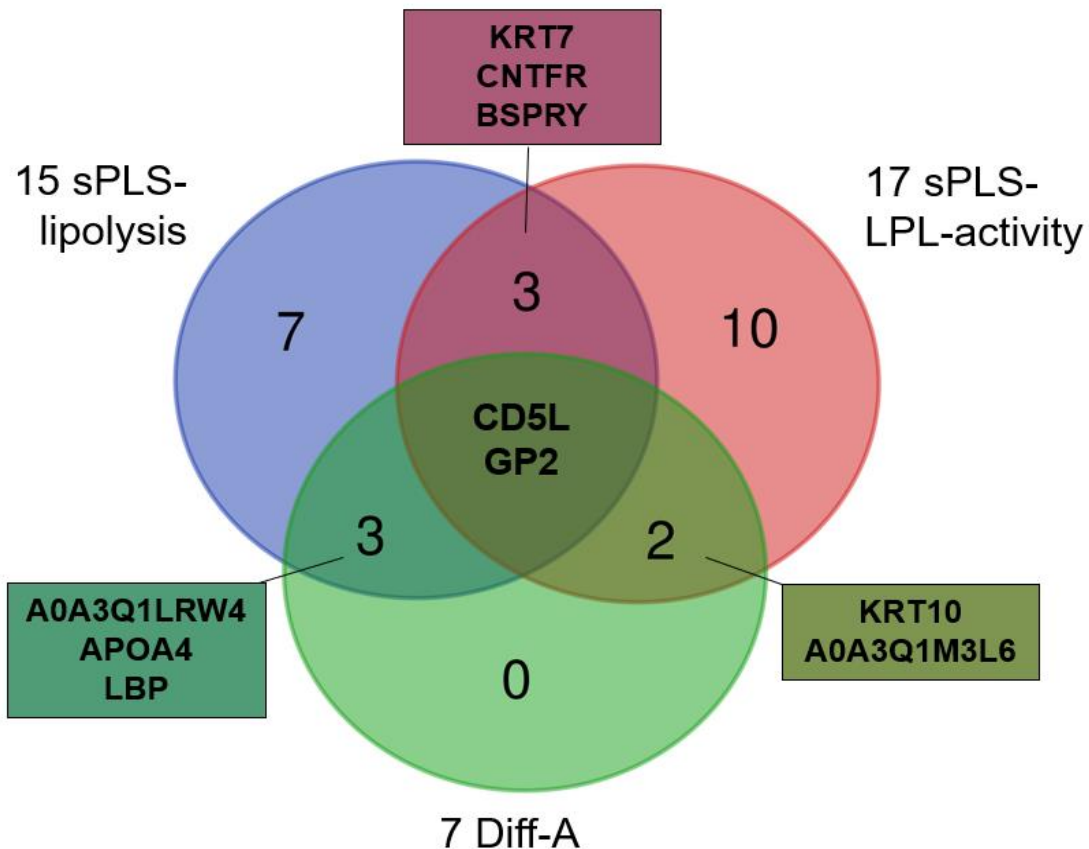 KRT7
CNTFR
BSPRY
15 sPLS-
lipolysis
17 sPLS-
LPL-activity
3
7
10
CD5L
GP2
3
2
A0A3Q1LRW4
APOA4
LBP
KRT10
A0A3Q1M3L6
0
7 Diff-A